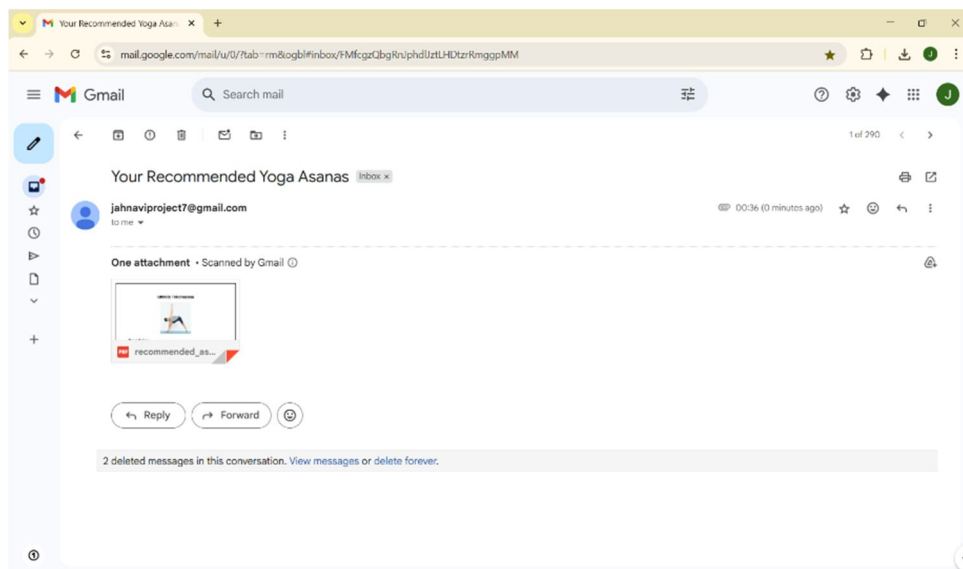 Your Recommended Yoga Asan
mail.google.com/mail/u/0/?tab=rm&ogbl#inbox/FMfcgzQbgRnJphdlJztLHDtzrRmggpMM
J
Gmail
Search mail
J
1 of 290
Your Recommended Yoga Asanas Inbox ×
jahnaviproject7@gmail.com
00:36 (0 minutes ago)
to me
One attachment • Scanned by Gmail
PDF recommended_as...
Reply
Forward
2 deleted messages in this conversation. View messages or delete forever.